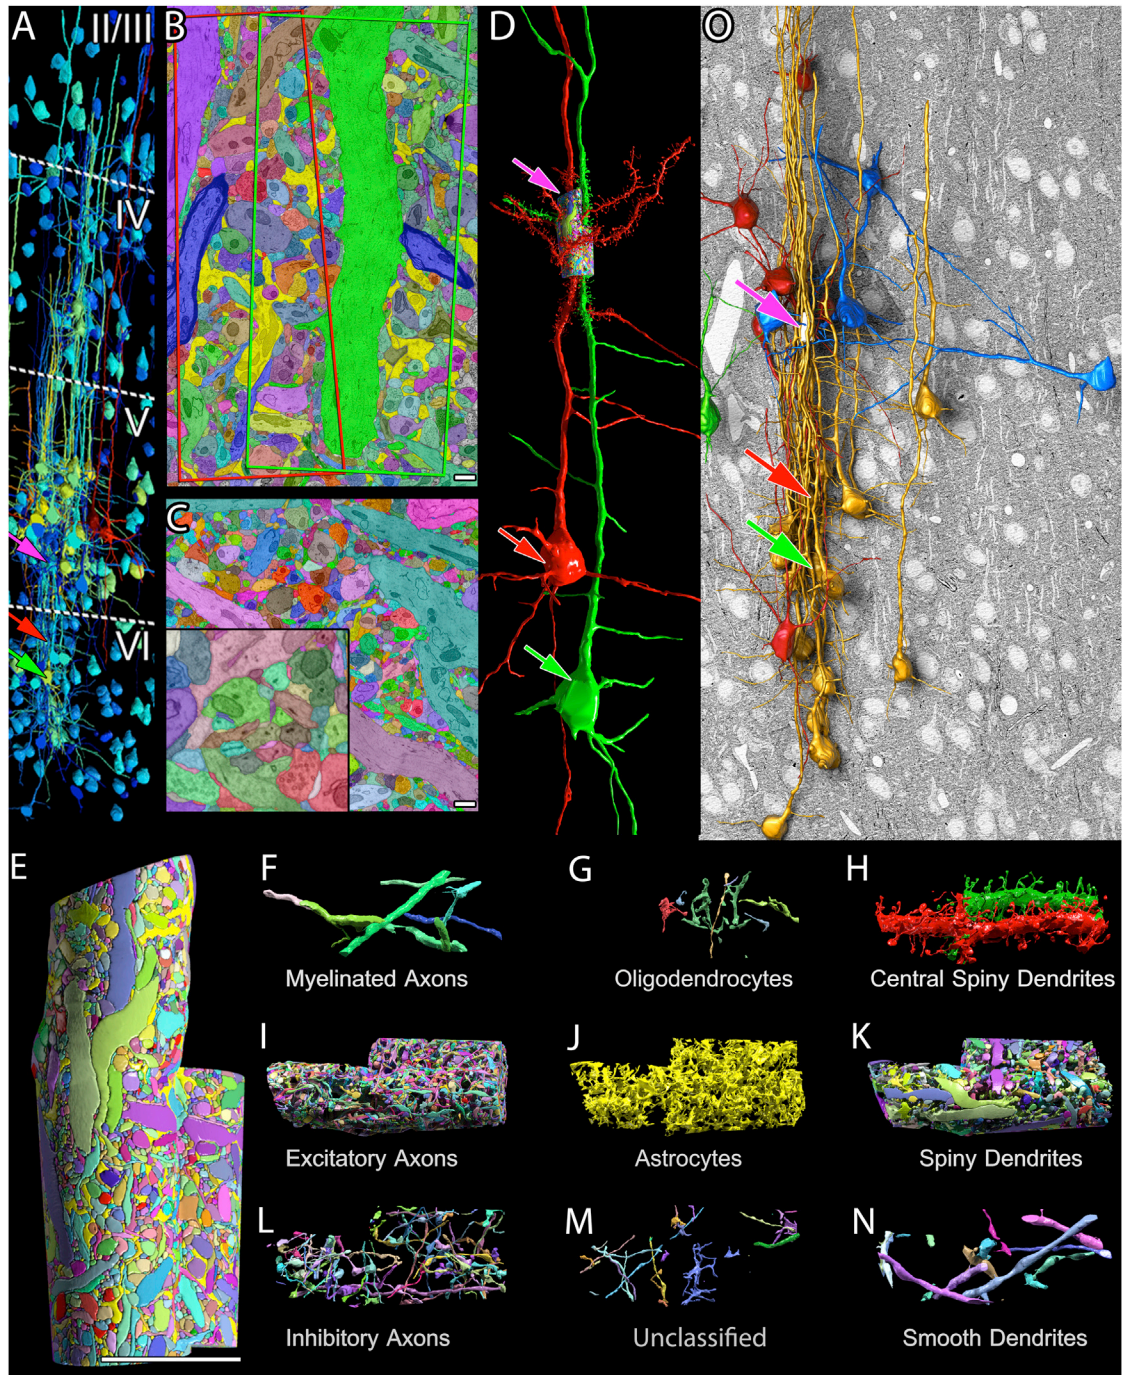 A
II/III
B
D
O
IV
V
C
VI
E
F
G
H
Myelinated Axons
Oligodendrocytes
Central Spiny Dendrites
I
J
K
Excitatory Axons
Astrocytes
Spiny Dendrites
L
M
N
Inhibitory Axons
Unclassified
Smooth Dendrites